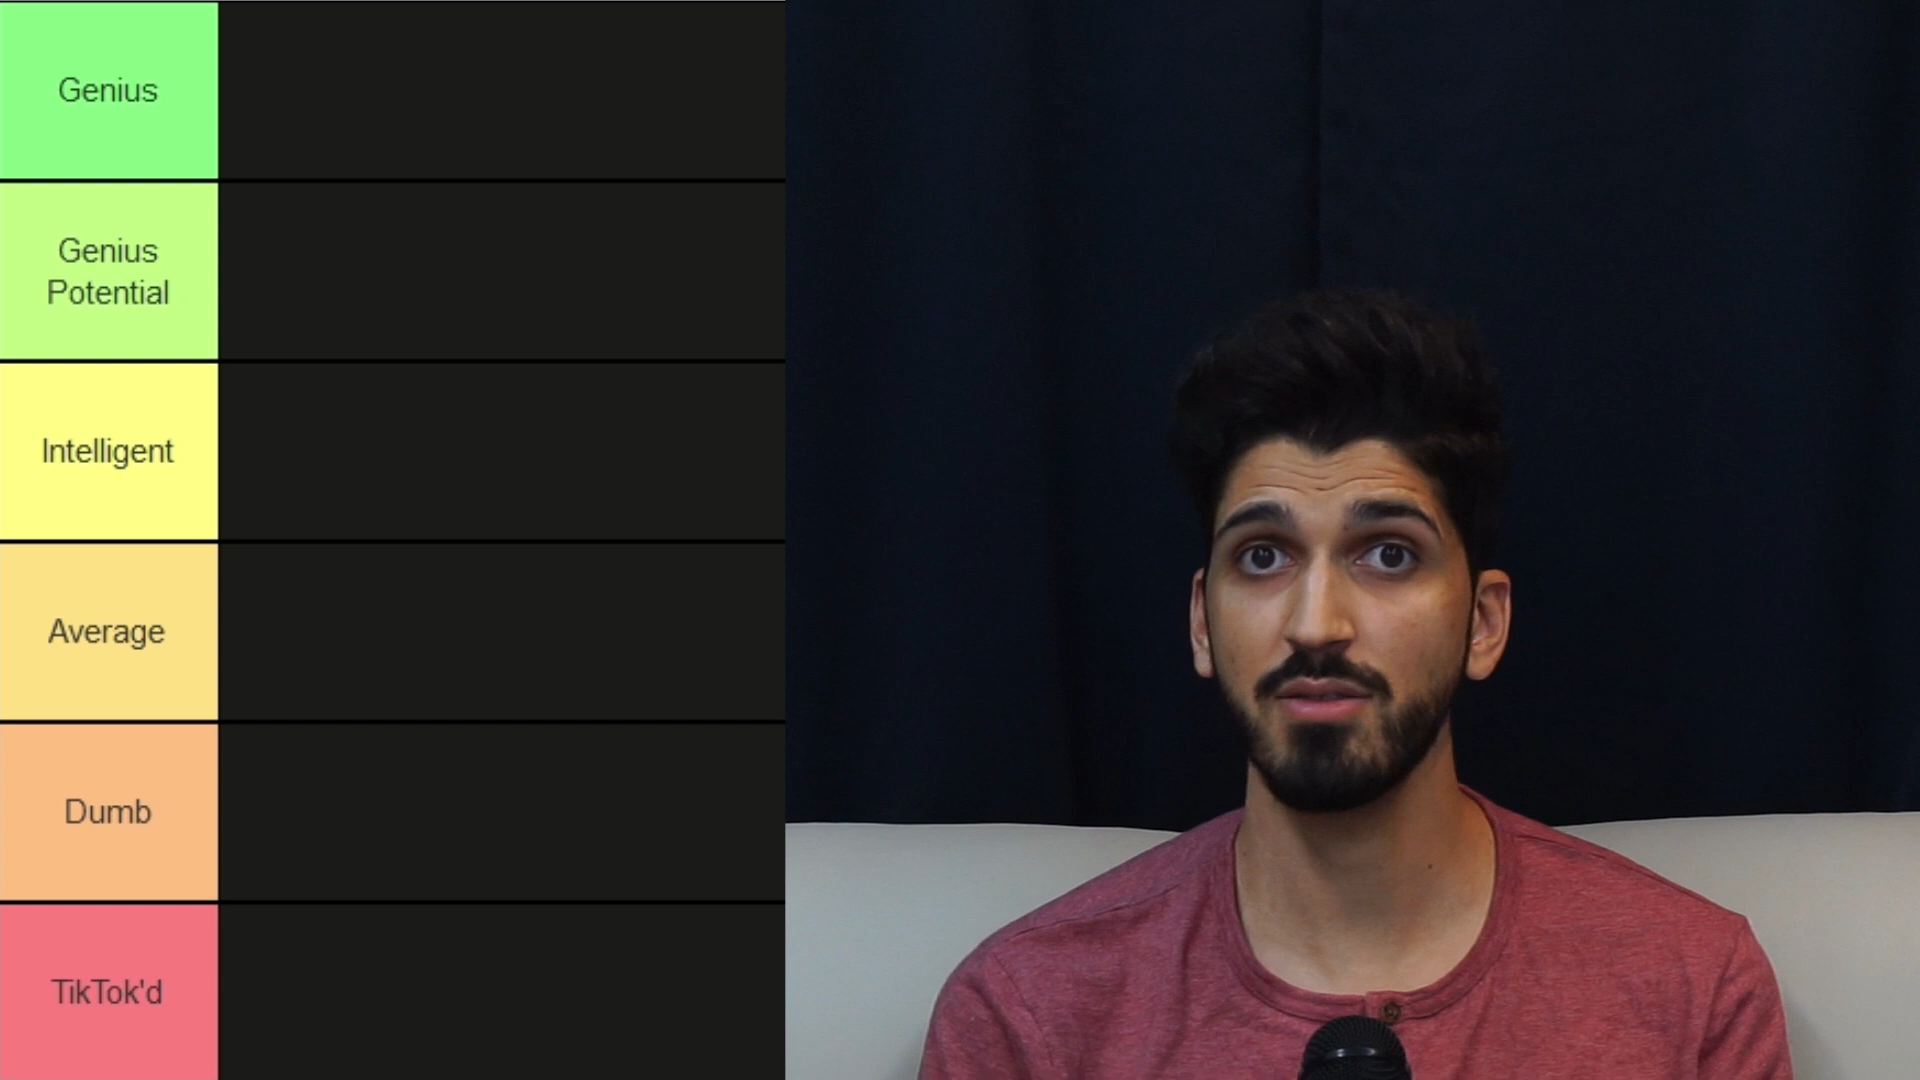 Genius
Genius
Potential
Intelligent
Average
Dumb
TikTok'd